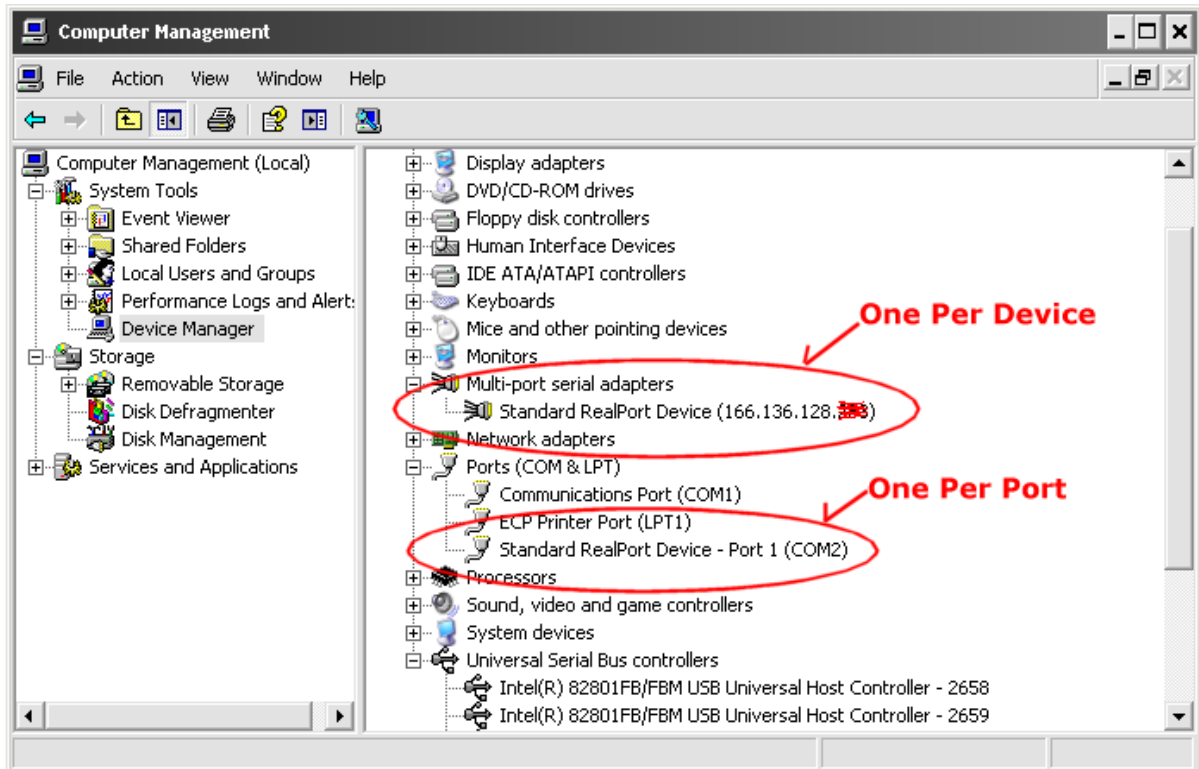 Computer Management
File Action View Window Help
Computer Management (Local)
System Tools
Event Viewer
Shared Folders
Local Users and Groups
Performance Logs and Alert
Device Manager
Storage
Removable Storage
Disk Defragmenter
Disk Management
Services and Applications
Display adapters
DVD/CD-ROM drives
Floppy disk controllers
Human Interface Devices
IDE ATA/ATAPI controllers
Keyboards
Mice and other pointing devices
One Per Device
Monitors
Multi-port serial adapters
Standard RealPort Device (166.136.128.)
Network adapters
Ports (COM & LPT)
Communications Port (COM1)
One Per Port
ECP Printer Port (LPT1)
Standard RealPort Device - Port 1 (COM2)
Processors
Sound, video and game controllers
System devices
Universal Serial Bus controllers
Intel(R) 82801FB/FBM USB Universal Host Controller - 2658
Intel(R) 82801FB/FBM USB Universal Host Controller - 2659